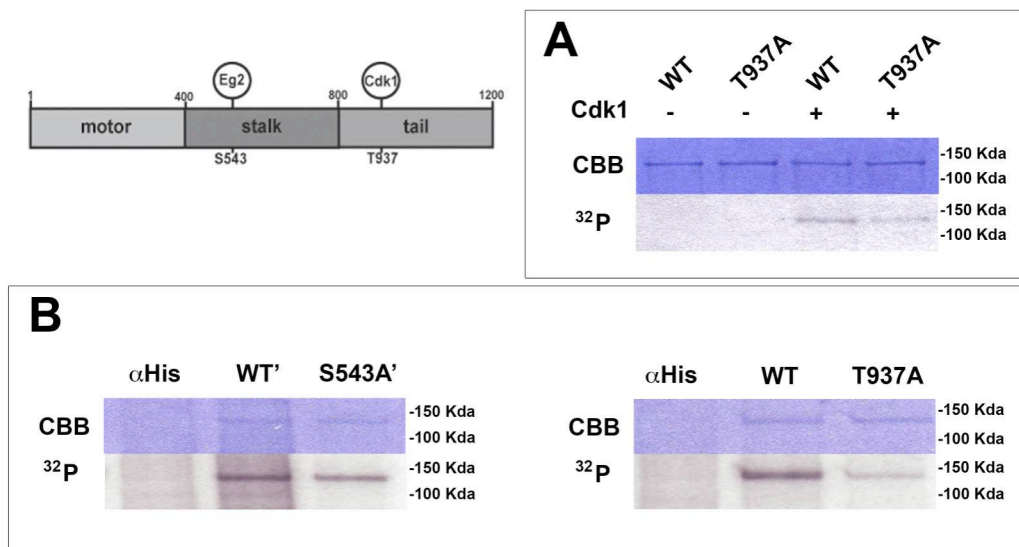 Eg2 Cdk1
1 400 800 1200
motor stalk tail
S543 T937
A
WT T937A WT T937A
Cdk1 - - + +
CBB -150 Kda
-100 Kda
32P -150 Kda
-100 Kda
B
αHis WT’ S543A’
CBB -150 Kda
-100 Kda
32P -150 Kda
-100 Kda
αHis WT T937A
CBB -150 Kda
-100 Kda
32P -150 Kda
-100 Kda